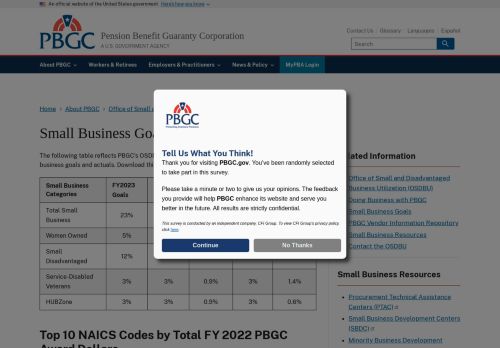 An official website of the United States government Here's how you know
PBGC
Pension Benefit Guaranty Corporation
A U.S. GOVERNMENT AGENCY
Contact Us Glossary Languages Español
Search
About PBGC Workers & Retirees Employers & Practitioners News & Policy MyPBA Login
Home > About PBGC > Office of Small
Small Business Goa
The following table reflects PBGC's OSD
business goals and actuals. Download th
Small Business Categories FY2023 Goals
Total Small Business 23%
Women Owned 5%
Small Disadvantaged 12%
Service-Disabled Veterans 3% 3% 0.9% 3% 1.4%
HUBZone 3% 3% 0.9% 3% 0.6%
Top 10 NAICS Codes by Total FY 2022 PBGC
Award Dollars
PBGC
Protecting America's Pensions
Tell Us What You Think!
Thank you for visiting PBGC.gov. You've been randomly selected
to take part in this survey.
Please take a minute or two to give us your opinions. The feedback
you provide will help PBGC enhance its website and serve you
better in the future. All results are strictly confidential.
This survey is conducted by an independent company, CFI Group. To view CFI Group's privacy policy
click here.
Continue No Thanks
lated Information
Office of Small and Disadvantaged
Business Utilization (OSDBU)
Doing Business with PBGC
Small Business Goals
PBGC Vendor Information Repository
Small Business Resources
Contact the OSDBU
Small Business Resources
Procurement Technical Assistance
Centers (PTAC)
Small Business Development Centers
(SBDC)
Minority Business Development